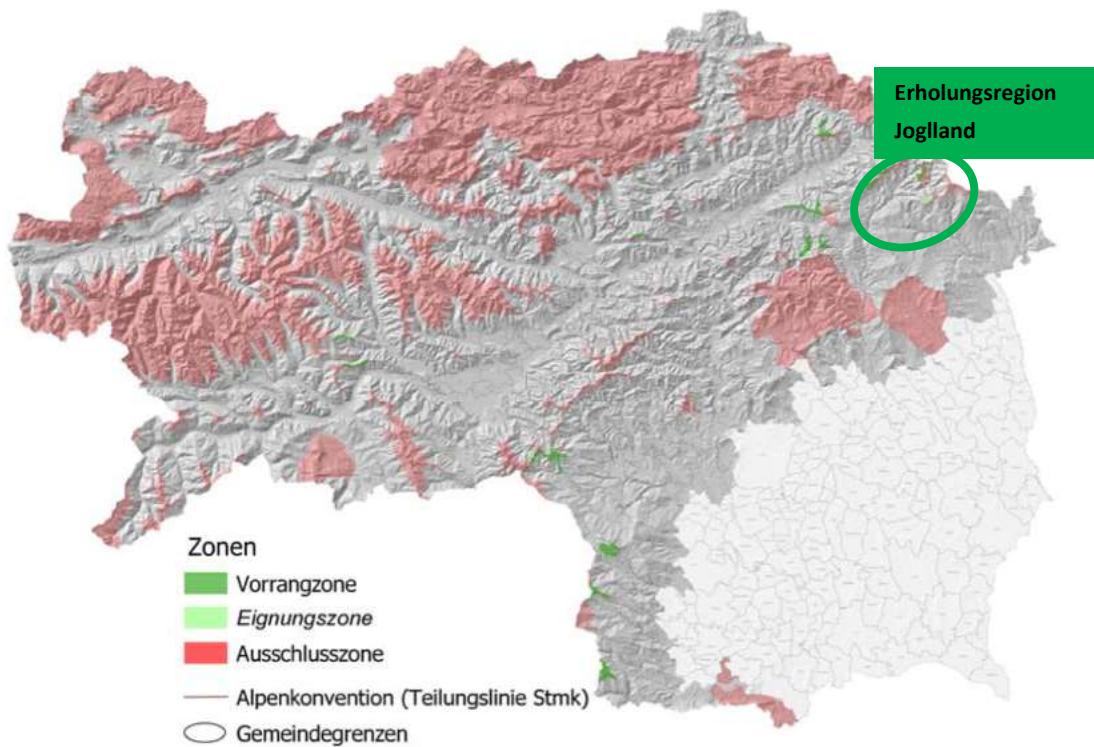 Erholungsregion
Joglland
Zonen
Vorrangzone
Eignungszone
Ausschlusszone
Alpenkonvention (Teilungslinie Stmk)
Gemeindegrenzen